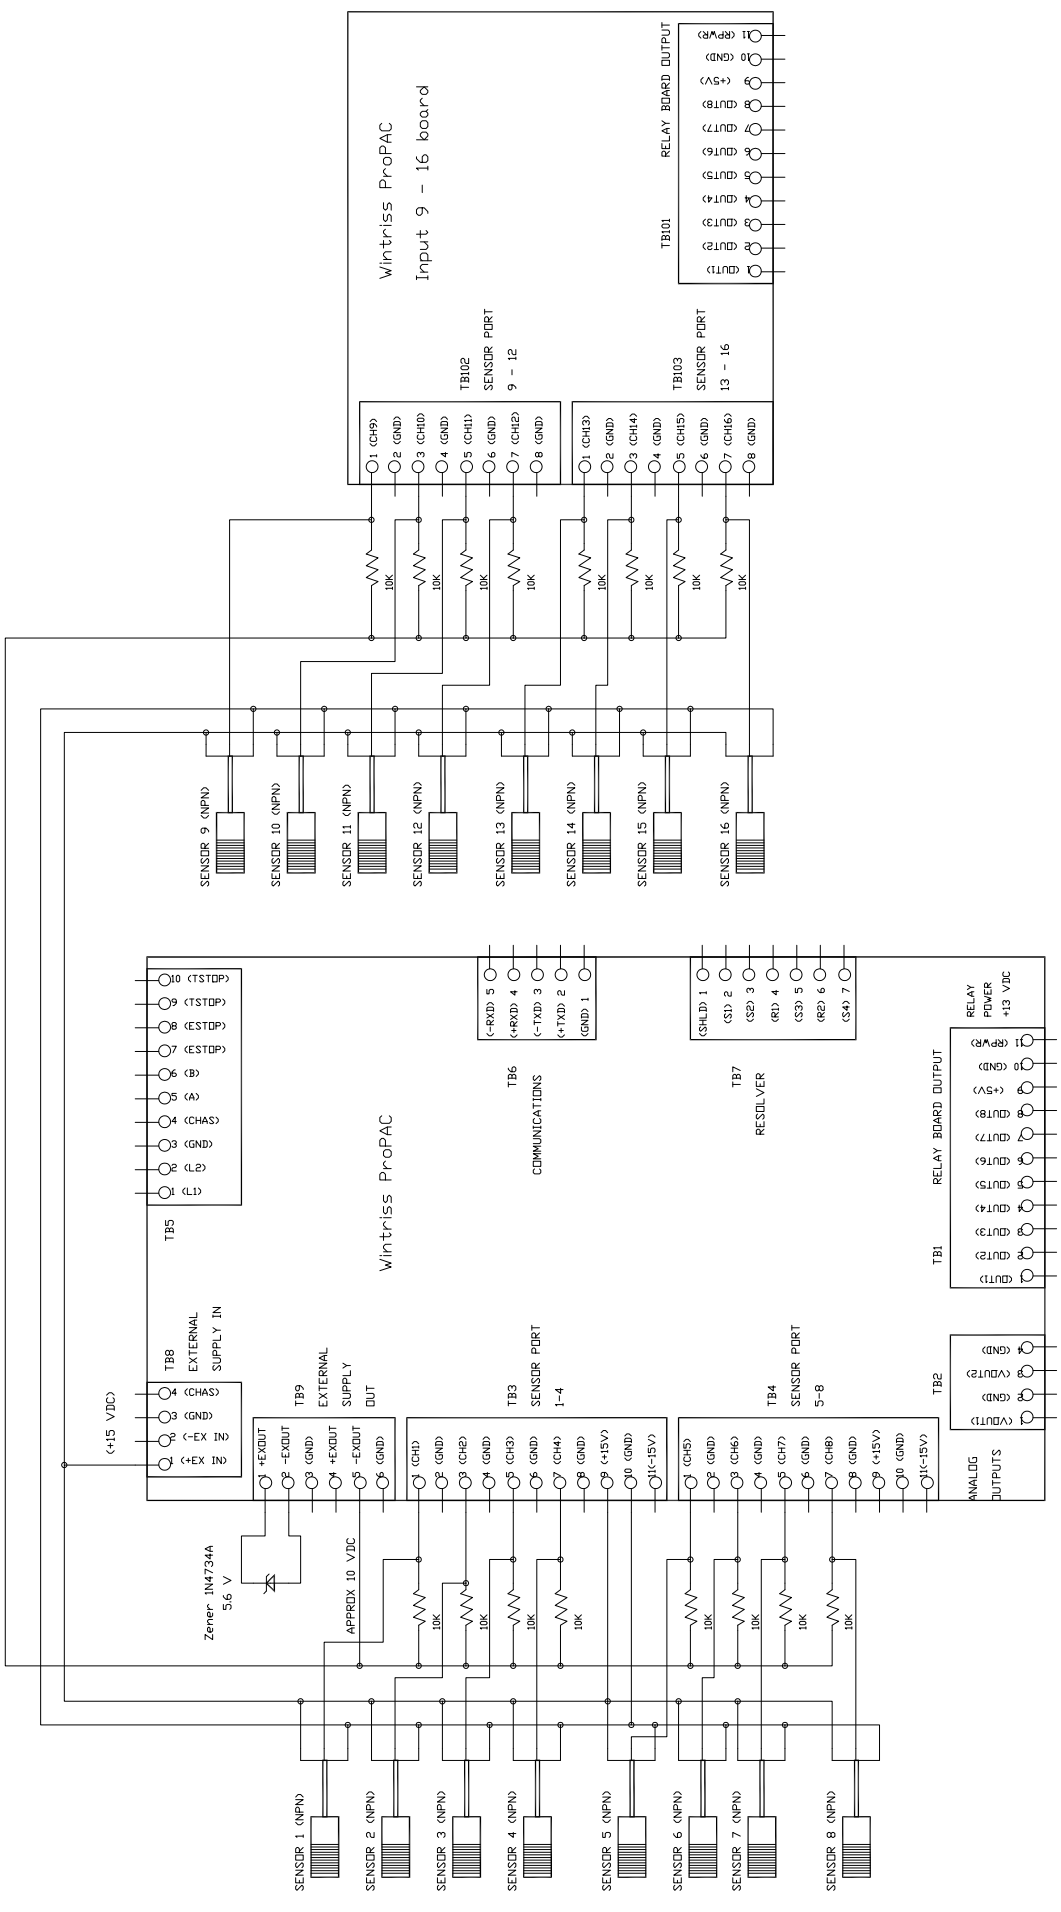 Wintriss ProPAC
Input 9 - 16 board
RELAY BOARD OUTPUT
TB101
11 (RPWR)
10 (GND)
9 (+5V)
8 (OUT8)
7 (OUT7)
6 (OUT6)
5 (OUT5)
4 (OUT4)
3 (OUT3)
2 (OUT2)
1 (OUT1)
TB102
SENSOR PORT
9 - 12
1 (CH9)
2 (GND)
3 (CH10)
4 (GND)
5 (CH11)
6 (GND)
7 (CH12)
8 (GND)
TB103
SENSOR PORT
13 - 16
1 (CH13)
2 (GND)
3 (CH14)
4 (GND)
5 (CH15)
6 (GND)
7 (CH16)
8 (GND)
10K
10K
10K
10K
10K
10K
10K
10K
SENSOR 9 (NPN)
SENSOR 10 (NPN)
SENSOR 11 (NPN)
SENSOR 12 (NPN)
SENSOR 13 (NPN)
SENSOR 14 (NPN)
SENSOR 15 (NPN)
SENSOR 16 (NPN)
10 (TSTOP)
9 (TSTOP)
8 (ESTOP)
7 (ESTOP)
6 (B)
5 (A)
4 (CHAS)
3 (GND)
2 (L2)
1 (L1)
TB5
(-RXD) 5
(+RXD) 4
(-TXD) 3
(+TXD) 2
(GND) 1
TB6
COMMUNICATIONS
(SHLD) 1
(S1) 2
(S2) 3
(R1) 4
(S3) 5
(R2) 6
(S4) 7
TB7
RESOLVER
Wintriss ProPAC
RELAY
POWER
+13 VDC
RELAY BOARD OUTPUT
TB1
11 (RPWR)
10 (GND)
9 (+5V)
8 (OUT8)
7 (OUT7)
6 (OUT6)
5 (OUT5)
4 (OUT4)
3 (OUT3)
2 (OUT2)
1 (OUT1)
TB2
4 (GND)
3 (VOUT2)
2 (GND)
1 (VOUT1)
ANALOG
OUTPUTS
TB8
EXTERNAL
SUPPLY IN
(+15 VDC)
4 (CHAS)
3 (GND)
2 (-EX IN)
1 (+EX IN)
TB9
EXTERNAL
SUPPLY
OUT
1 +EXOUT
2 -EXOUT
3 (GND)
4 +EXOUT
5 -EXOUT
6 (GND)
TB3
SENSOR PORT
1-4
1 (CH1)
2 (GND)
3 (CH2)
4 (GND)
5 (CH3)
6 (GND)
7 (CH4)
8 (GND)
9 (+15V)
10 (GND)
11(-15V)
TB4
SENSOR PORT
5-8
1 (CH5)
2 (GND)
3 (CH6)
4 (GND)
5 (CH7)
6 (GND)
7 (CH8)
8 (GND)
9 (+15V)
10 (GND)
11(-15V)
Zener 1N4734A
5.6 V
APPROX 10 VDC
10K
10K
10K
10K
10K
10K
10K
10K
SENSOR 1 (NPN)
SENSOR 2 (NPN)
SENSOR 3 (NPN)
SENSOR 4 (NPN)
SENSOR 5 (NPN)
SENSOR 6 (NPN)
SENSOR 7 (NPN)
SENSOR 8 (NPN)